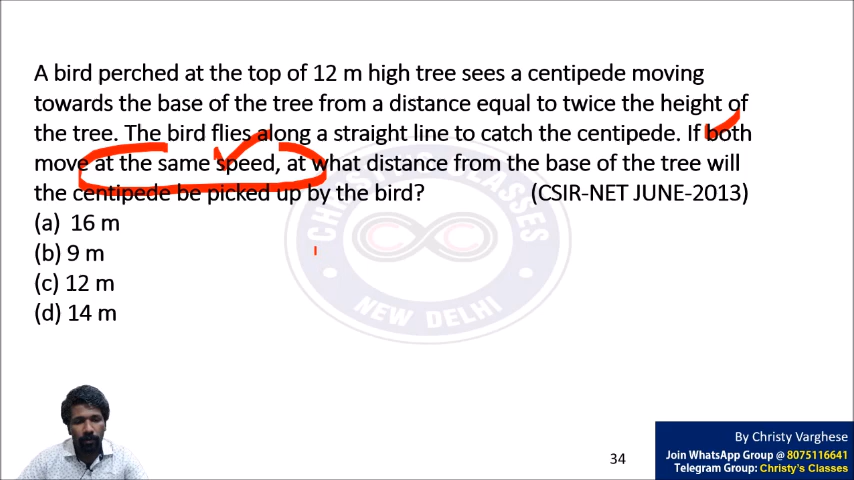 A bird perched at the top of 12 m high tree sees a centipede moving
towards the base of the tree from a distance equal to twice the height of
the tree. The bird flies along a straight line to catch the centipede. If both
move at the same speed, at what distance from the base of the tree will
the centipede be picked up by the bird? (CSIR-NET JUNE-2013)
(a) 16 m
(b) 9 m
(c) 12 m
(d) 14 m
CHRISTY CLASSES
NEW DELHI
By Christy Varghese
34
Join WhatsApp Group @ 8075116641
Telegram Group: Christy's Classes